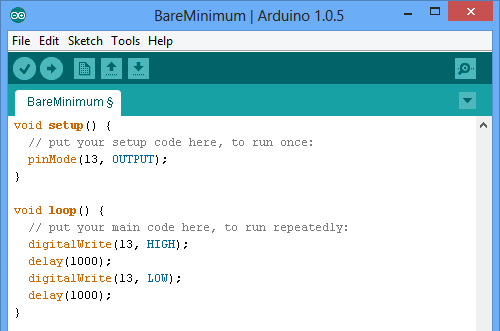 BareMinimum | Arduino 1.0.5
File Edit Sketch Tools Help
BareMinimum §
void setup() {
  // put your setup code here, to run once:
  pinMode(13, OUTPUT);
}

void loop() {
  // put your main code here, to run repeatedly:
  digitalWrite(13, HIGH);
  delay(1000);
  digitalWrite(13, LOW);
  delay(1000);
}